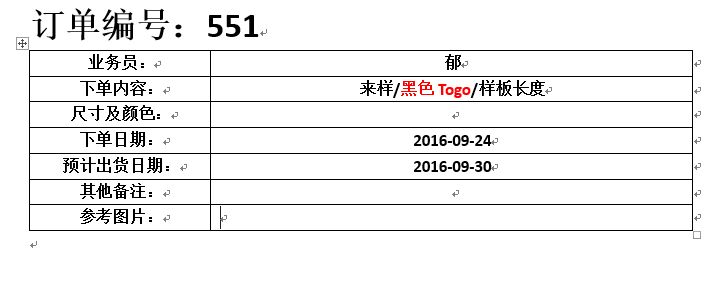 订单编号：551
业务员： 郁
下单内容： 来样/黑色 Togo/样板长度
尺寸及颜色：
下单日期： 2016-09-24
预计出货日期： 2016-09-30
其他备注：
参考图片：